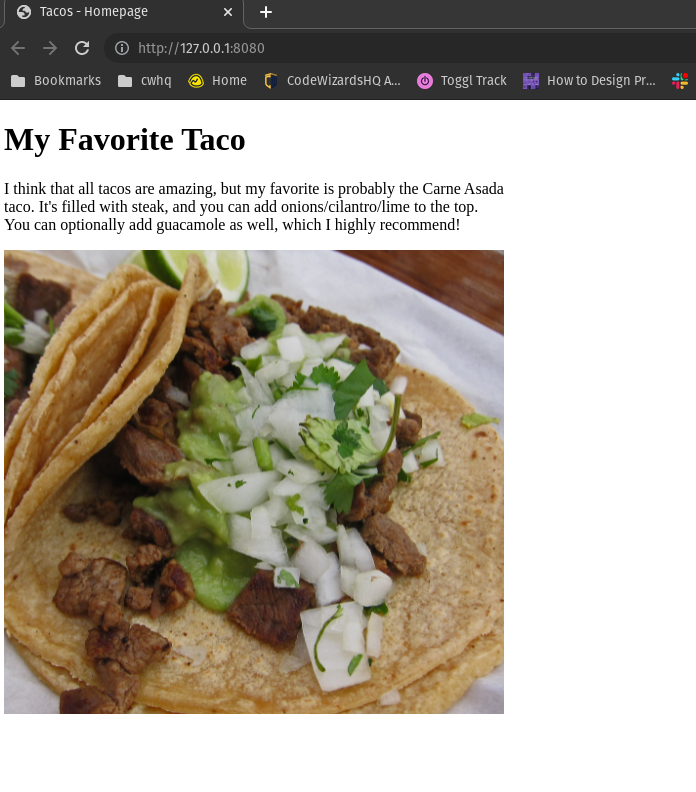 Tacos - Homepage
http://127.0.0.1:8080
Bookmarks cwhq Home CodeWizardsHQ A... Toggl Track How to Design Pr...
My Favorite Taco
I think that all tacos are amazing, but my favorite is probably the Carne Asada
taco. It's filled with steak, and you can add onions/cilantro/lime to the top.
You can optionally add guacamole as well, which I highly recommend!